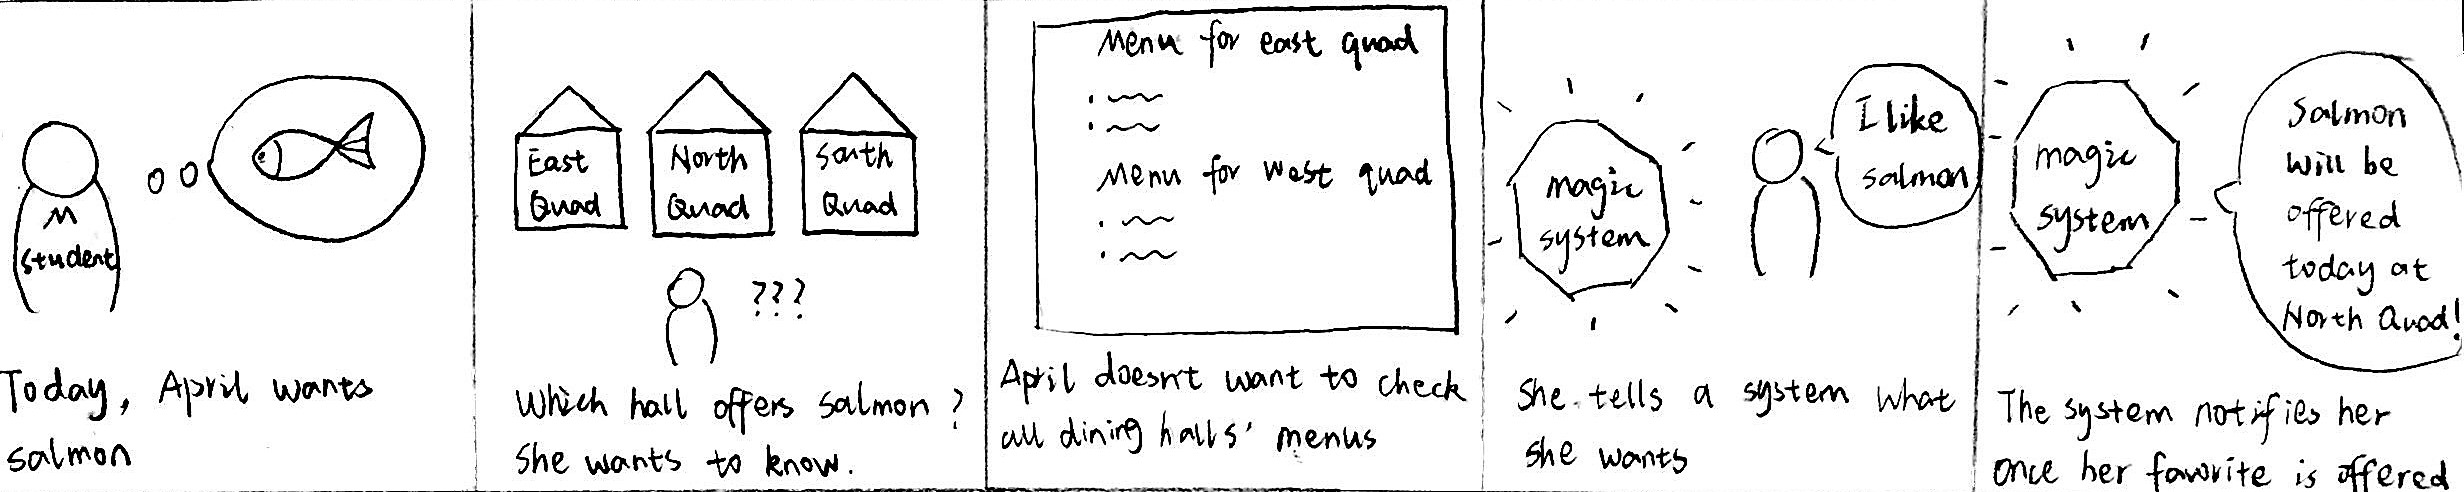 M
student
Today, April wants
salmon
East
Quad
North
Quad
South
Quad
???
Which hall offers salmon?
She wants to know.
Menu for east quad
Menu for west quad
April doesn't want to check
all dining halls' menus
magic
system
I like
salmon
She tells a system what
she wants
magic
system
Salmon
will be
offered
today at
North Quad!
The system notifies her
once her favorite is offered